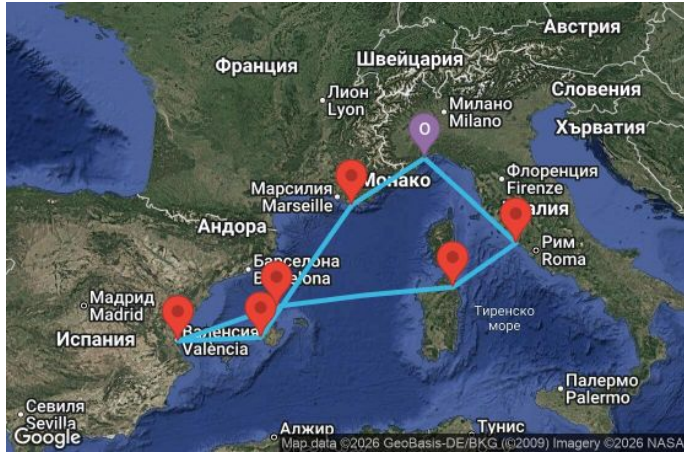 Австрия
Швейцария
Франция
Словения
Лион
Lyon
Милано
Milano
Хърватия
О
Флоренция
Firenze
Монако
Марсилия
Marseille
алия
Андора
Рим
Roma
Барселона
Мадрид
Madrid
Тиренско
море
Валенсия
València
Испания
Палермо
Palermo
Севиля
Sevilla
Google
Алжир
Тунис
Map data ©2026 GeoBasis-DE/BKG (©2009) Imagery ©2026 NASA